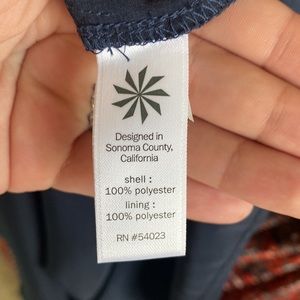 Designed in
Sonoma County,
California
shell :
100% polyester
lining :
100% polyester
RN #54023